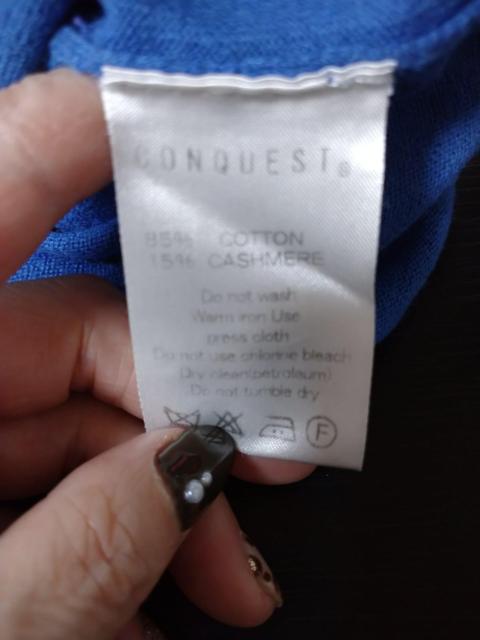 CONQUEST®
85% COTTON
15% CASHMERE
Do not wash
Warm iron Use
press cloth
Do not use chlorine bleach
Dry clean(petroleum)
Do not tumble dry
F